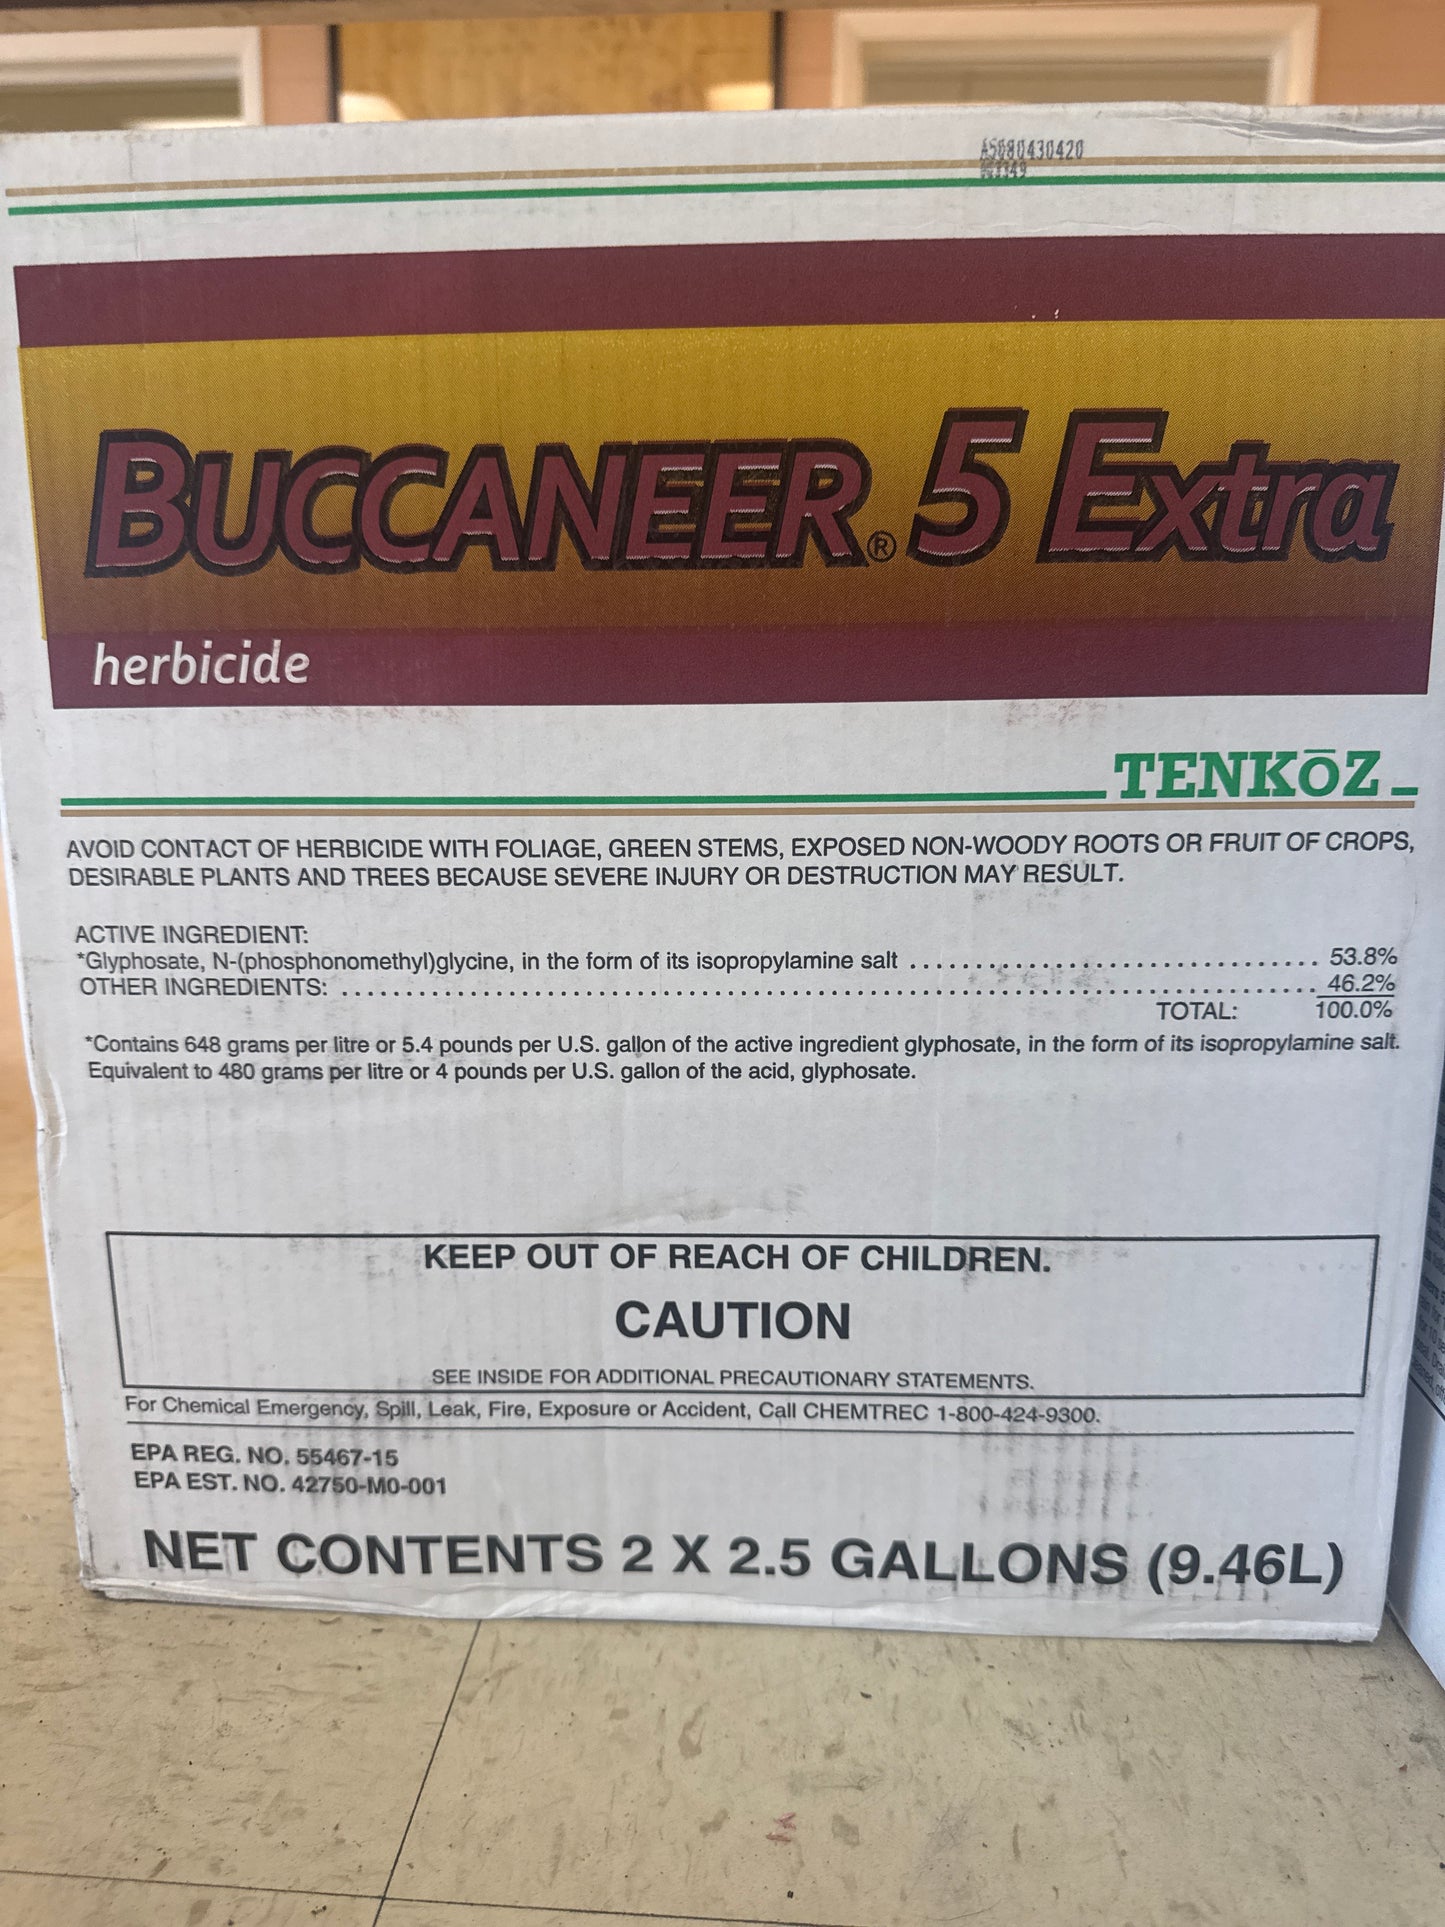 A5080430420
BUCCANEER® 5 Extra
herbicide
TENKŌZ
AVOID CONTACT OF HERBICIDE WITH FOLIAGE, GREEN STEMS, EXPOSED NON-WOODY ROOTS OR FRUIT OF CROPS,
DESIRABLE PLANTS AND TREES BECAUSE SEVERE INJURY OR DESTRUCTION MAY RESULT.
ACTIVE INGREDIENT:
*Glyphosate, N-(phosphonomethyl)glycine, in the form of its isopropylamine salt ........................................ 53.8%
OTHER INGREDIENTS: ........................................................................................ 46.2%
TOTAL: 100.0%
*Contains 648 grams per litre or 5.4 pounds per U.S. gallon of the active ingredient glyphosate, in the form of its isopropylamine salt.
Equivalent to 480 grams per litre or 4 pounds per U.S. gallon of the acid, glyphosate.
KEEP OUT OF REACH OF CHILDREN.
CAUTION
SEE INSIDE FOR ADDITIONAL PRECAUTIONARY STATEMENTS.
For Chemical Emergency, Spill, Leak, Fire, Exposure or Accident, Call CHEMTREC 1-800-424-9300.
EPA REG. NO. 55467-15
EPA EST. NO. 42750-M0-001
NET CONTENTS 2 X 2.5 GALLONS (9.46L)